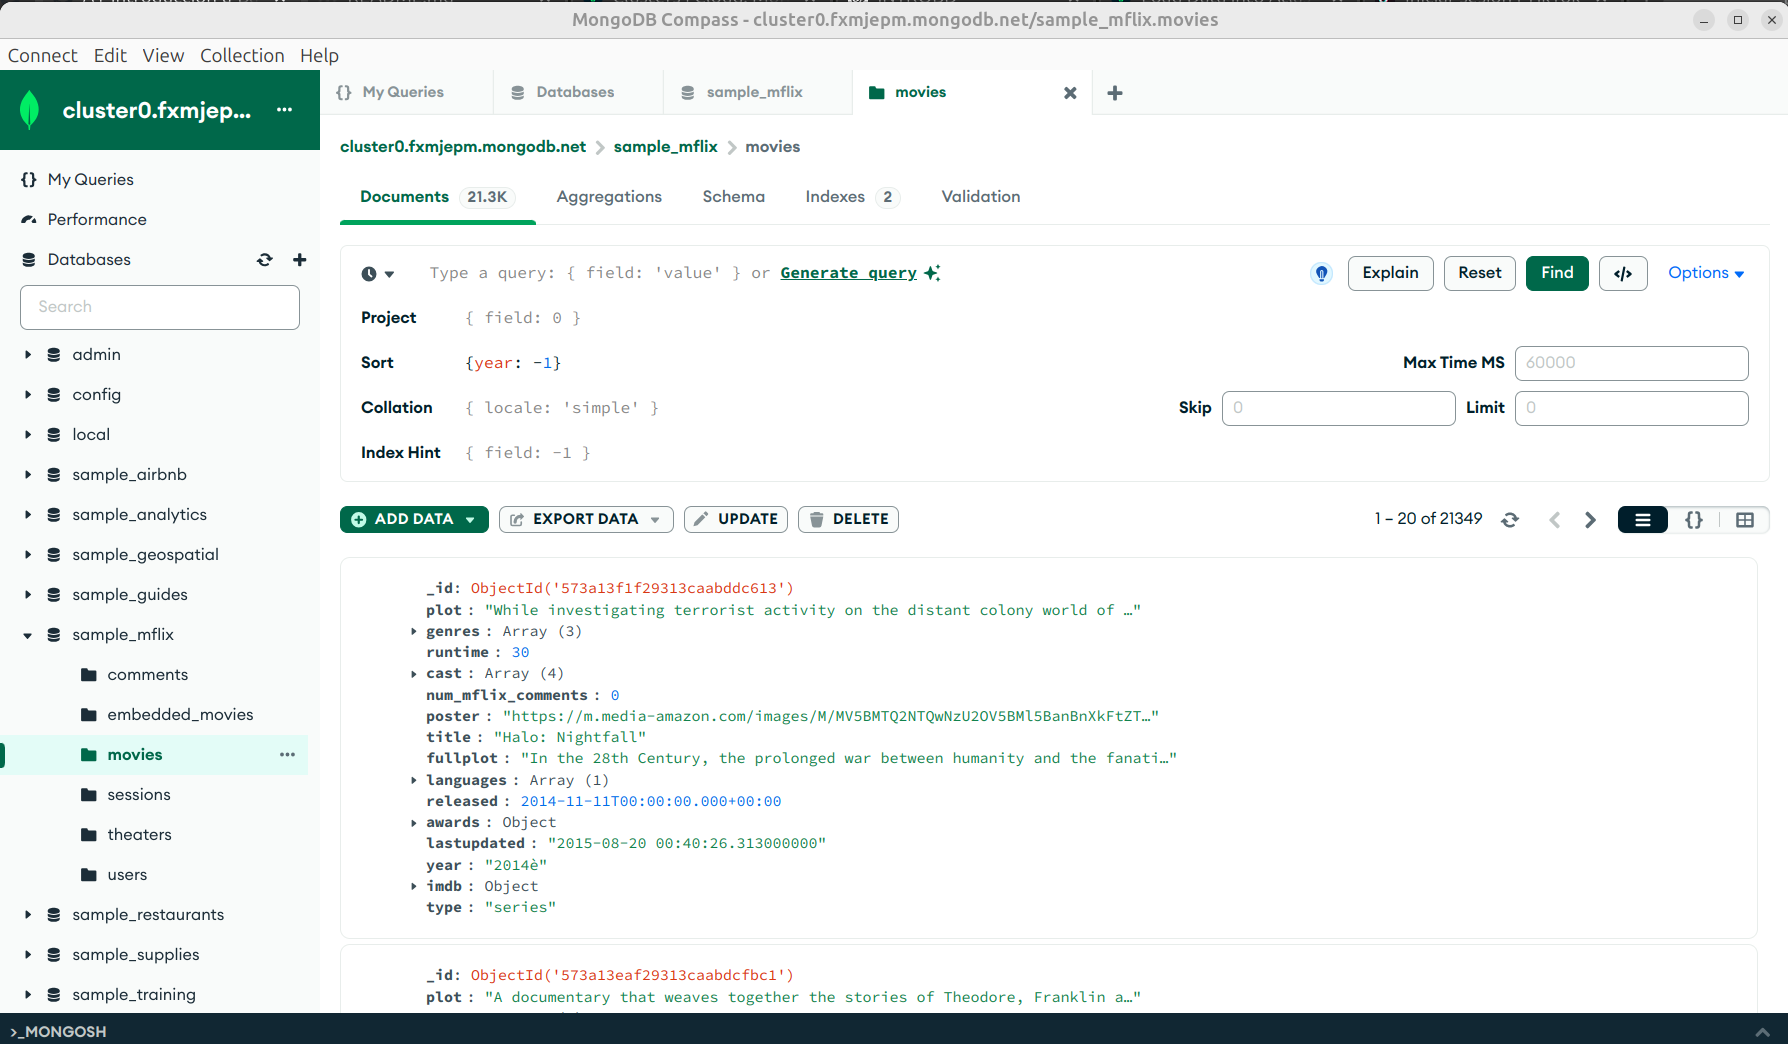 MongoDB Compass - cluster0.fxmjepm.mongodb.net/sample_mflix.movies
Connect Edit View Collection Help
cluster0.fxmjep...
My Queries
Performance
Databases
Search
admin
config
local
sample_airbnb
sample_analytics
sample_geospatial
sample_guides
sample_mflix
comments
embedded_movies
movies
sessions
theaters
users
sample_restaurants
sample_supplies
sample_training
My Queries Databases sample_mflix movies
cluster0.fxmjepm.mongodb.net > sample_mflix > movies
Documents 21.3K Aggregations Schema Indexes 2 Validation
Type a query: { field: 'value' } or Generate query Explain Reset Find </> Options
Project { field: 0 }
Sort {year: -1} Max Time MS 60000
Collation { locale: 'simple' } Skip 0 Limit 0
Index Hint { field: -1 }
ADD DATA EXPORT DATA UPDATE DELETE 1 – 20 of 21349 {}
_id: ObjectId('573a13f1f29313caabddc613')
plot : "While investigating terrorist activity on the distant colony world of …"
genres : Array (3)
runtime : 30
cast : Array (4)
num_mflix_comments : 0
poster : "https://m.media-amazon.com/images/M/MV5BMTQ2NTQwNzU2OV5BMl5BanBnXkFtZT…"
title : "Halo: Nightfall"
fullplot : "In the 28th Century, the prolonged war between humanity and the fanati…"
languages : Array (1)
released : 2014-11-11T00:00:00.000+00:00
awards : Object
lastupdated : "2015-08-20 00:40:26.313000000"
year : "2014è"
imdb : Object
type : "series"
_id: ObjectId('573a13eaf29313caabdcfbc1')
plot : "A documentary that weaves together the stories of Theodore, Franklin a…"
>_MONGOSH